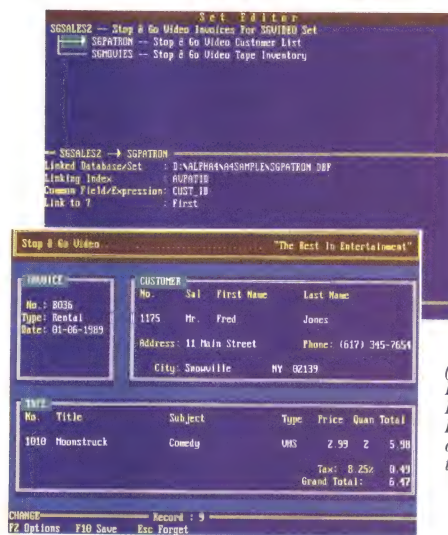 Set Editor
SGSALES2 -- Stop & Go Video Invoices For SGVIDEO Set
SGPATRON -- Stop & Go Video Customer List
SGMOVIES -- Stop & Go Video Tape Inventory
SGSALES2 → SGPATRON
Linked Database/Set : D:\ALPHA4\A4SAMPLE\SGPATRON.DBF
Linking Index : AVPATID
Common Field/Expression: CUST_ID
Link to ? : First
Stop & Go Video "The Best In Entertainment"
INVOICE
No.: 8036
Type: Rental
Date: 01-06-1989
CUSTOMER
No. Sal First Name Last Name
1175 Mr. Fred Jones
Address: 11 Main Street Phone: (617) 345-7654
City: Snowville NY 02139
TAPE
No. Title Subject Type Price Quan Total
1010 Moonstruck Comedy VHS 2.99 2 5.98
Tax: 8.25% 0.49
Grand Total: 6.47
CHANGE Record : 9
F2 Options F10 Save Esc Forget